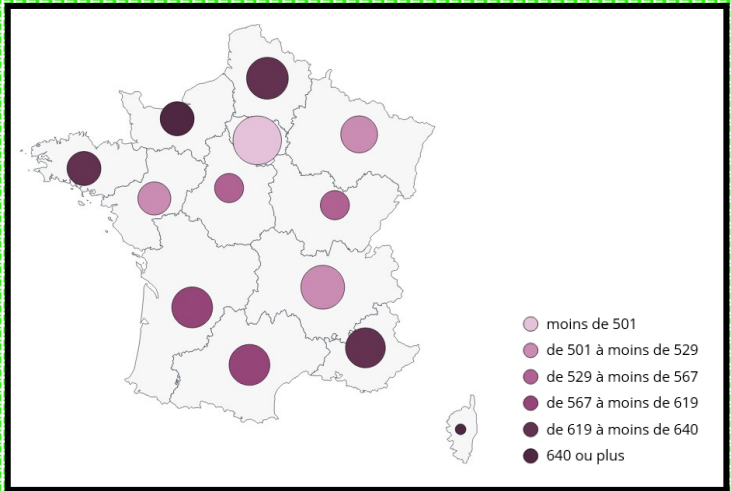 moins de 501
de 501 à moins de 529
de 529 à moins de 567
de 567 à moins de 619
de 619 à moins de 640
640 ou plus